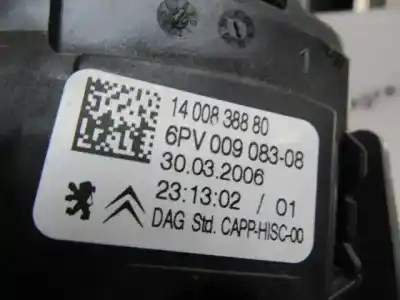 1
14 008 388 80
6PV 009 083-08
30.03.2006
23:13:02 / 01
DAG Std. CAPP-HISC-00